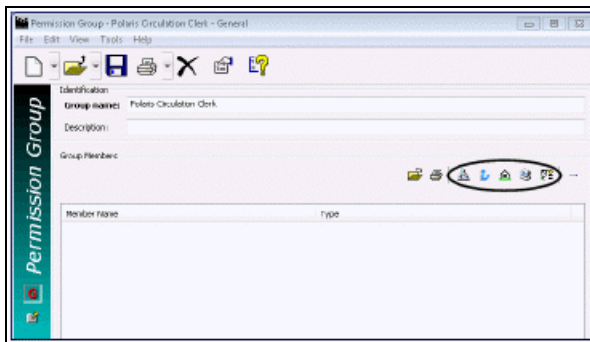 Permission Group - Polaris Circulation Clerk - General
File Edit View Tools Help
Identification
Group name: Polaris Circulation Clerk
Description:
Group Members
Member Name Type
Permission Group